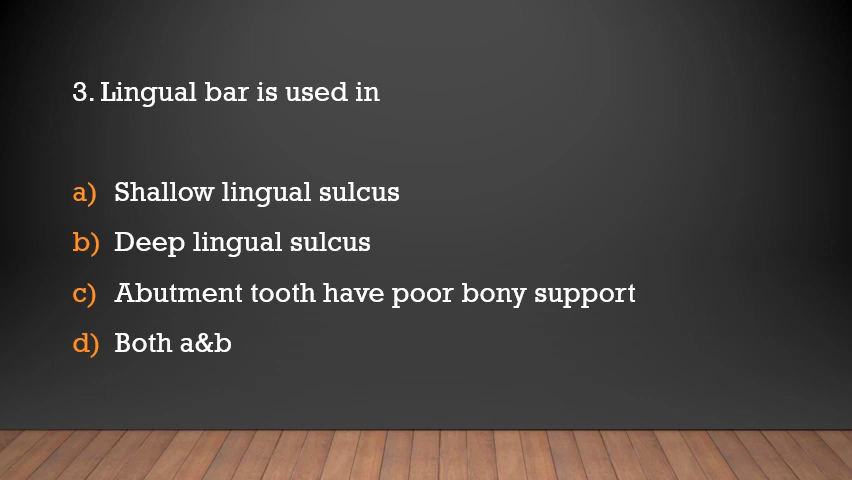 3. Lingual bar is used in
a) Shallow lingual sulcus
b) Deep lingual sulcus
c) Abutment tooth have poor bony support
d) Both a&b